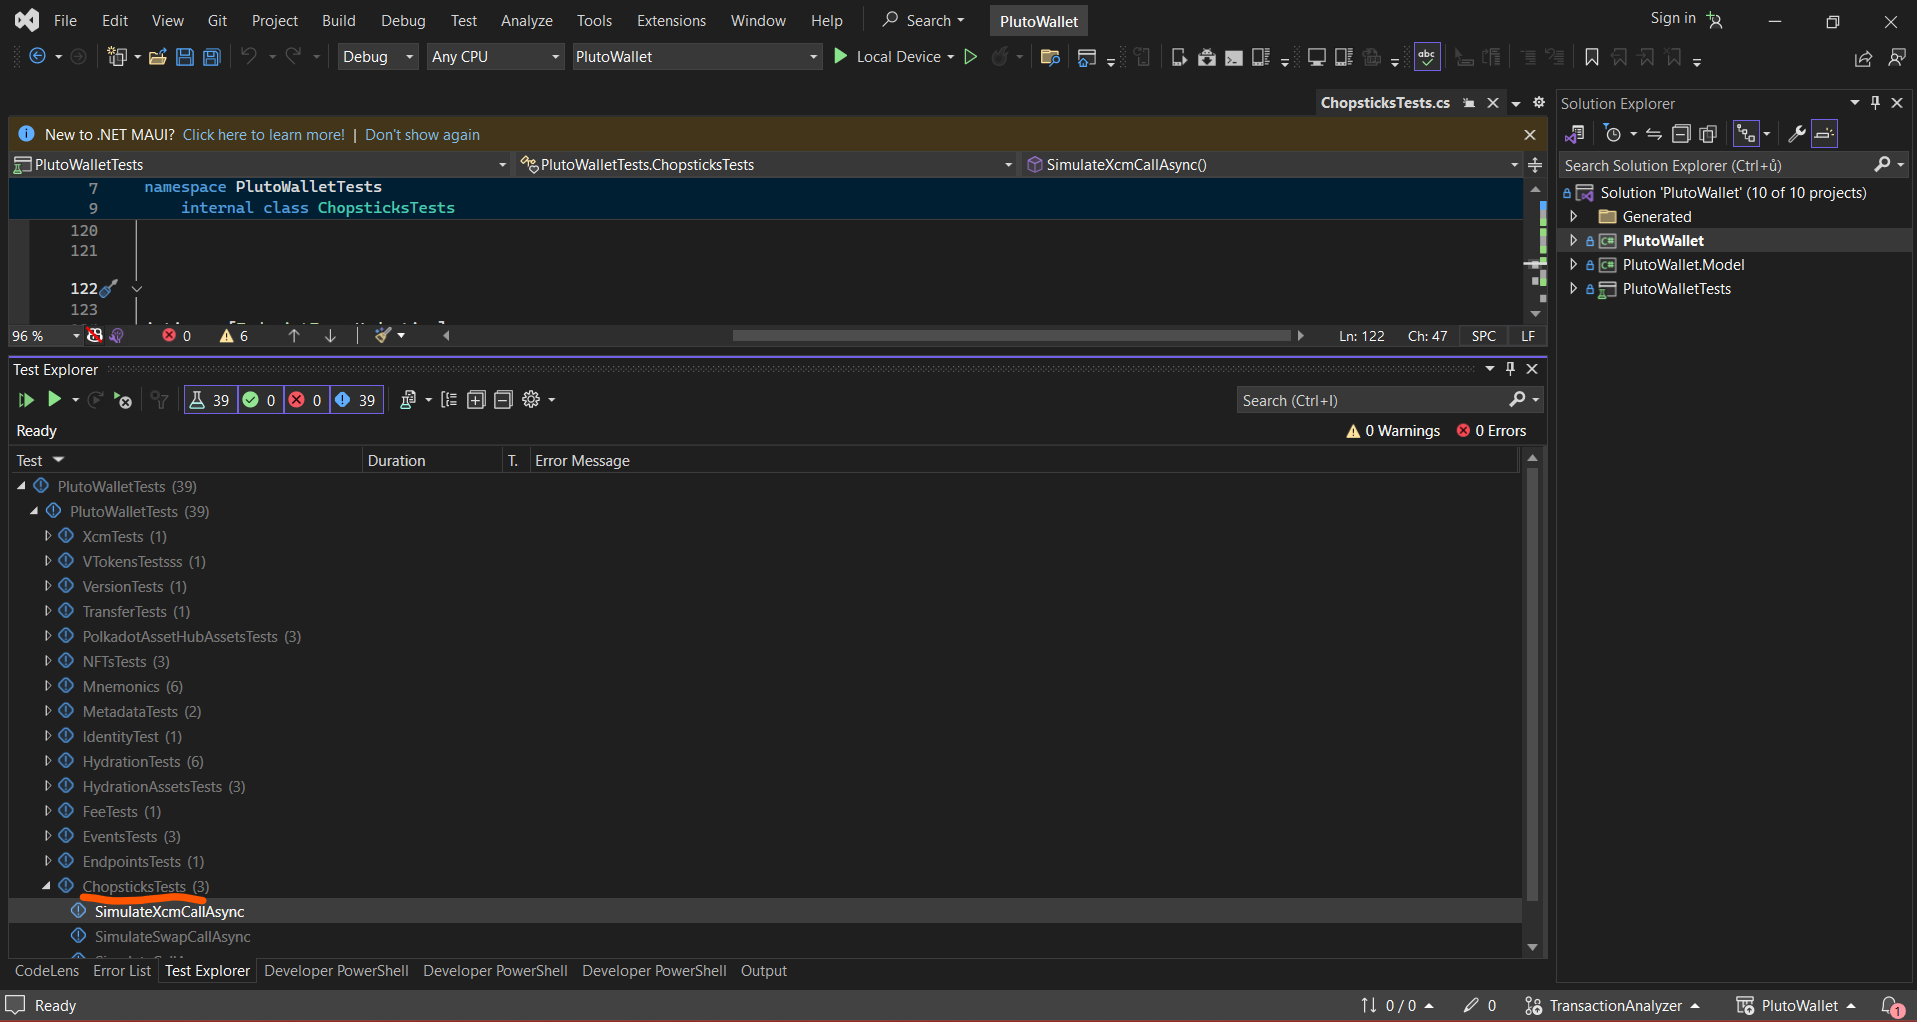 File Edit View Git Project Build Debug Test Analyze Tools Extensions Window Help Search PlutoWallet Sign in
Debug Any CPU PlutoWallet Local Device abc
ChopsticksTests.cs
New to .NET MAUI? Click here to learn more! | Don't show again
PlutoWalletTests PlutoWalletTests.ChopsticksTests SimulateXcmCallAsync()
7 namespace PlutoWalletTests
9 internal class ChopsticksTests
120
121
122
123
96 % 0 6 Ln: 122 Ch: 47 SPC LF
Test Explorer
39 0 0 39 Search (Ctrl+I)
Ready 0 Warnings 0 Errors
Test Duration T. Error Message
PlutoWalletTests (39)
PlutoWalletTests (39)
XcmTests (1)
VTokensTestsss (1)
VersionTests (1)
TransferTests (1)
PolkadotAssetHubAssetsTests (3)
NFTsTests (3)
Mnemonics (6)
MetadataTests (2)
IdentityTest (1)
HydrationTests (6)
HydrationAssetsTests (3)
FeeTests (1)
EventsTests (3)
EndpointsTests (1)
ChopsticksTests (3)
SimulateXcmCallAsync
SimulateSwapCallAsync
CodeLens Error List Test Explorer Developer PowerShell Developer PowerShell Developer PowerShell Output
Solution Explorer
Search Solution Explorer (Ctrl+ů)
Solution 'PlutoWallet' (10 of 10 projects)
Generated
C# PlutoWallet
C# PlutoWallet.Model
PlutoWalletTests
Ready 0 / 0 0 TransactionAnalyzer PlutoWallet 1